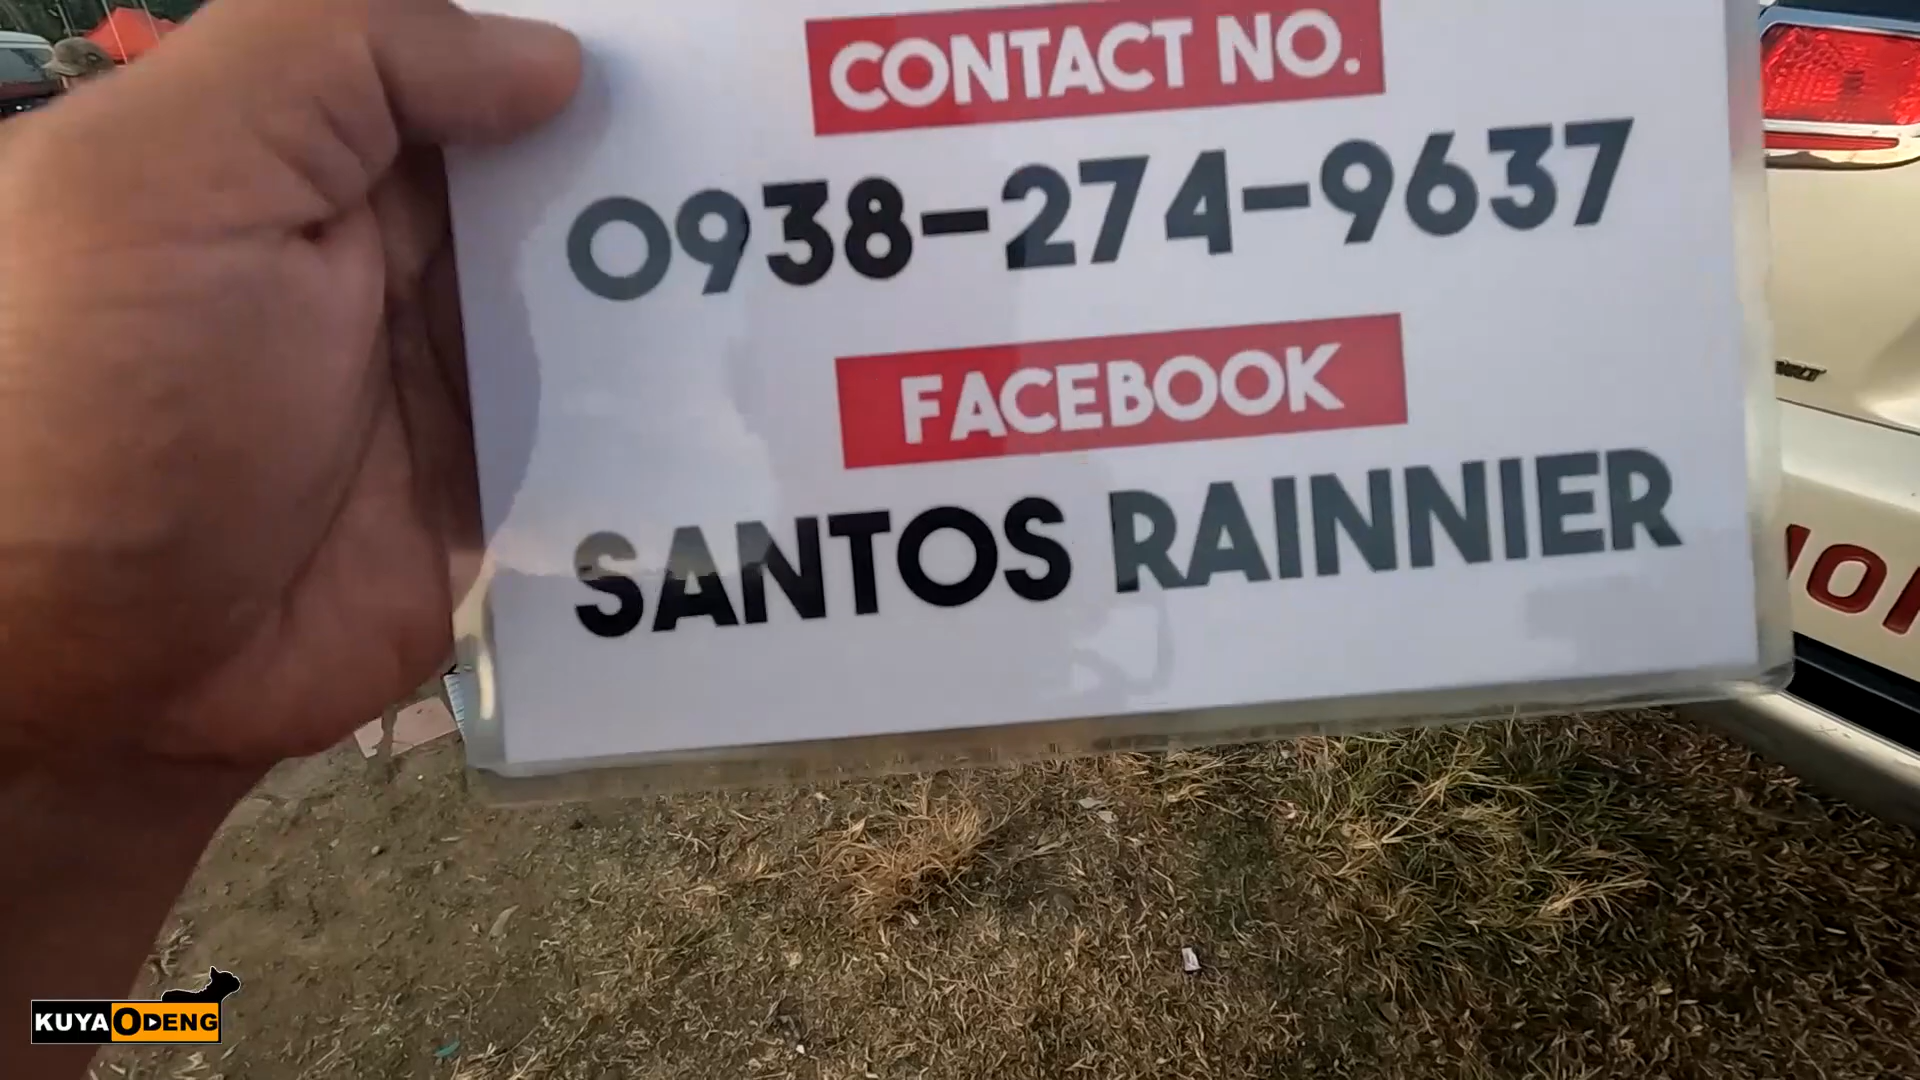 CONTACT NO.
0938-274-9637
FACEBOOK
SANTOS RAINNIER
KUYA ODENG